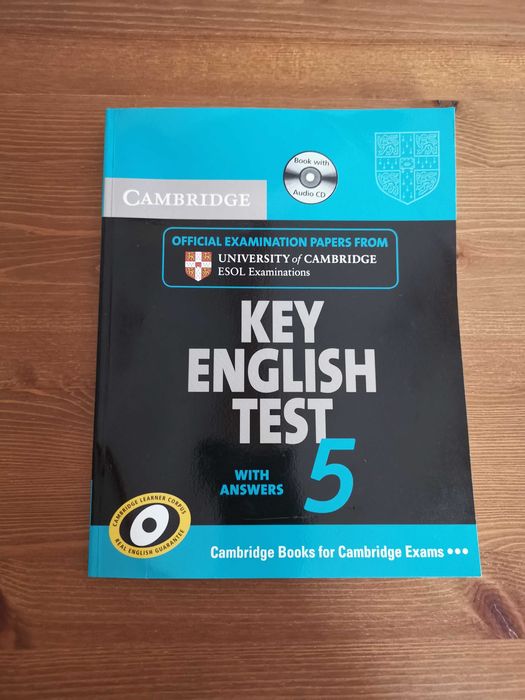 Book with
Audio CD
CAMBRIDGE
OFFICIAL EXAMINATION PAPERS FROM
UNIVERSITY of CAMBRIDGE
ESOL Examinations
KEY
ENGLISH
TEST
WITH
ANSWERS
5
CAMBRIDGE LEARNER CORPUS
REAL ENGLISH GUARANTEE
Cambridge Books for Cambridge Exams •••